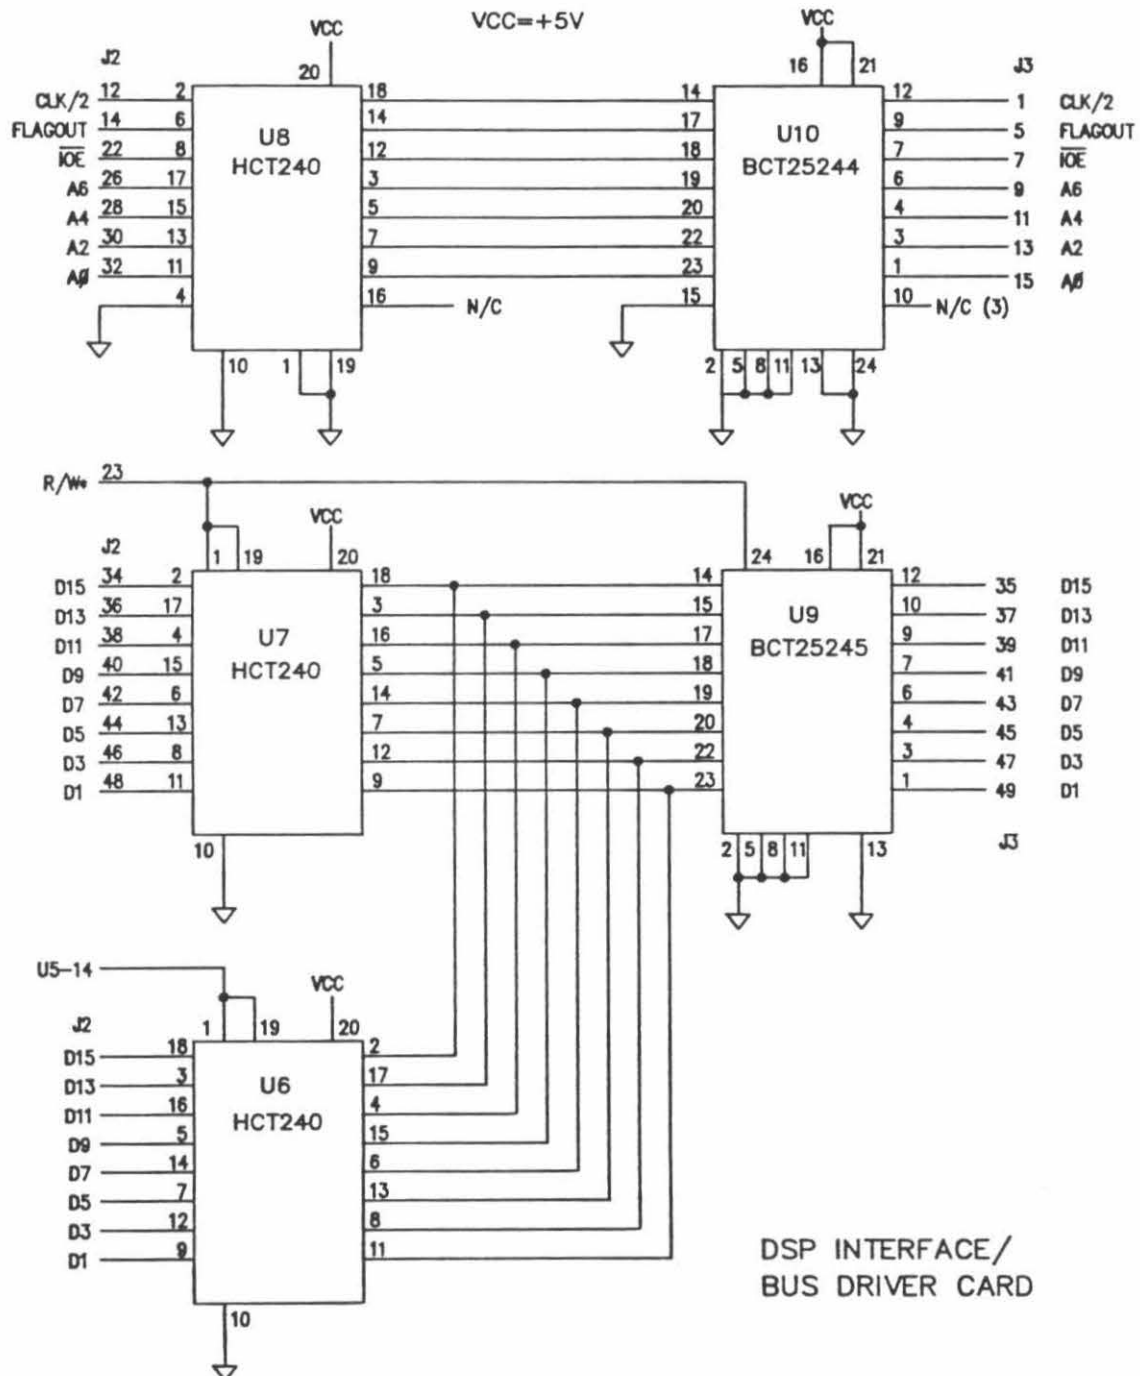 VCC=+5V
VCC VCC
J2 20 16 21 J3
CLK/2 12 2 18 14 12 1 CLK/2
FLAGOUT 14 6 U8 14 17 U10 9 5 FLAGOUT
IOE 22 8 HCT240 12 18 BCT25244 7 7 IOE
A6 26 17 3 19 6 9 A6
A4 28 15 5 20 4 11 A4
A2 30 13 7 22 3 13 A2
AØ 32 11 9 23 1 15 AØ
4 16 N/C 15 10 N/C (3)
10 1 19 2 5 8 11 13 24
R/W* 23
VCC VCC
J2 1 19 20 24 16 21
D15 34 2 18 14 12 35 D15
D13 36 17 3 15 U9 10 37 D13
D11 38 4 U7 16 17 BCT25245 9 39 D11
D9 40 15 HCT240 5 18 7 41 D9
D7 42 6 14 19 6 43 D7
D5 44 13 7 20 4 45 D5
D3 46 8 12 22 3 47 D3
D1 48 11 9 23 1 49 D1
10 2 5 8 11 13 J3
U5-14
VCC
J2 1 19 20
D15 18 2
D13 3 U6 17
D11 16 HCT240 4
D9 5 15
D7 14 6
D5 7 13
D3 12 8
D1 9 11
10
DSP INTERFACE/
BUS DRIVER CARD